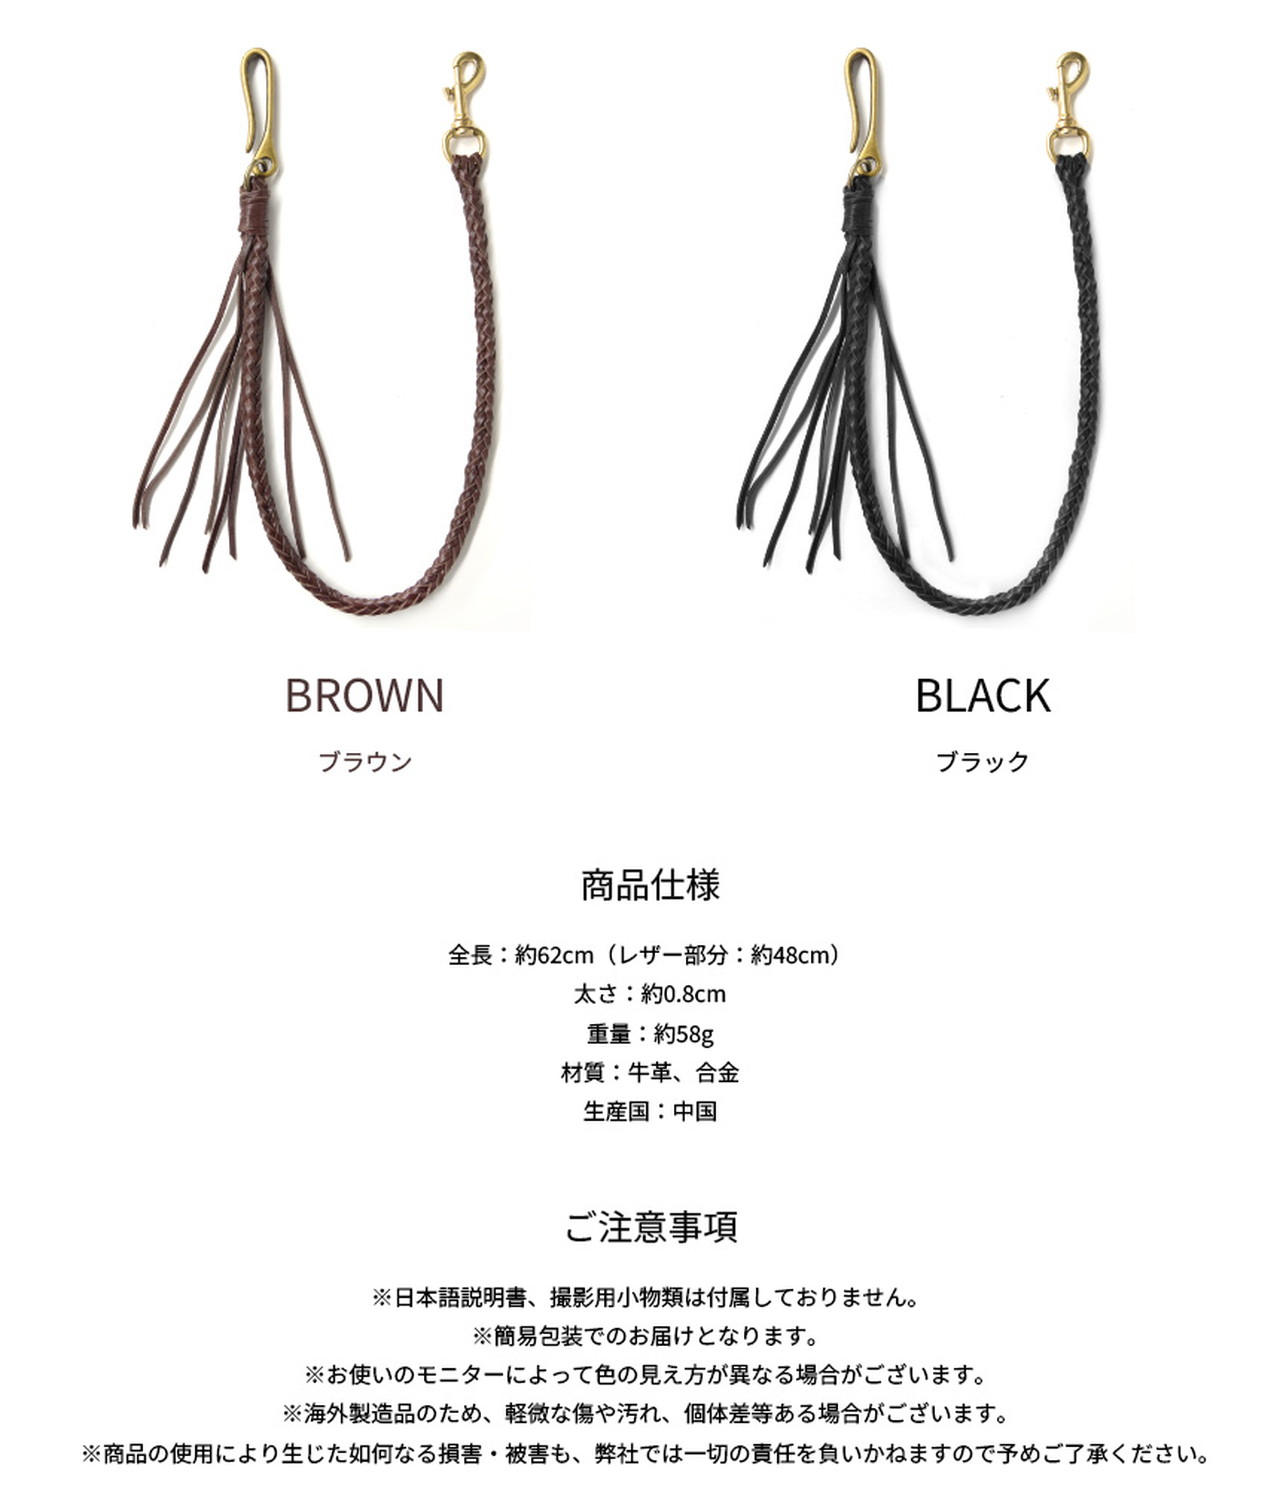 BROWN
BLACK
ブラウン
ブラック
商品仕様
全長：約62cm（レザー部分：約48cm）
太さ：約0.8cm
重量：約58g
材質：牛革、合金
生産国：中国
ご注意事項
※日本語説明書、撮影用小物類は付属しておりません。
※簡易包装でのお届けとなります。
※お使いのモニターによって色の見え方が異なる場合がございます。
※海外製造品のため、軽微な傷や汚れ、個体差等ある場合がございます。
※商品の使用により生じた如何なる損害・被害も、弊社では一切の責任を負いかねますので予めご了承ください。